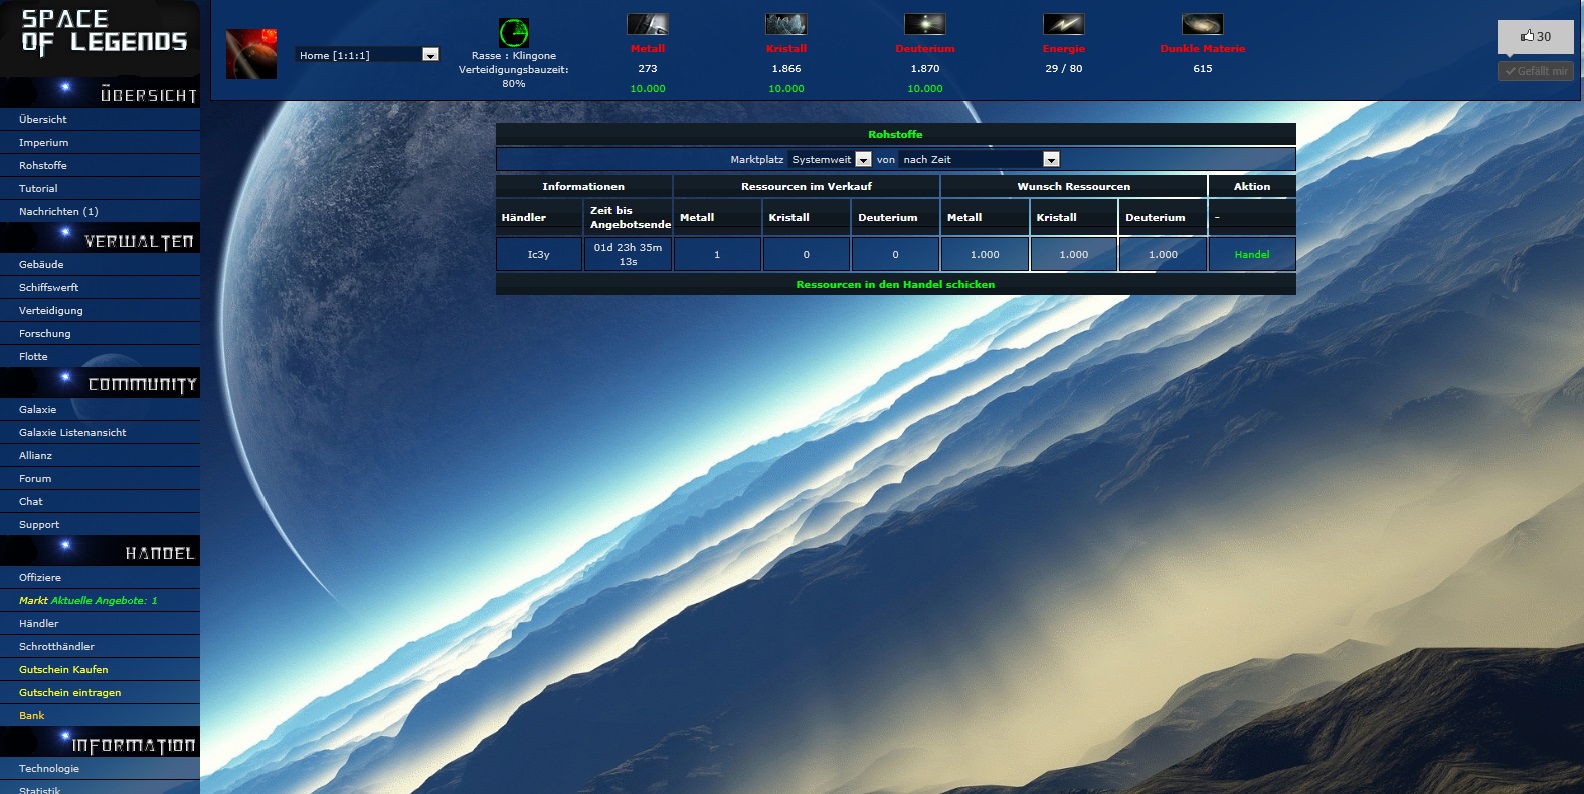 SPACE
OF LEGENDS
Home [1:1:1]
Rasse : Klingone
Verteidigungsbauzeit:
80%
Metall
273
10.000
Kristall
1.866
10.000
Deuterium
1.870
10.000
Energie
29 / 80
Dunkle Materie
615
30
Gefällt mir
ÜBERSICHT
Übersicht
Imperium
Rohstoffe
Tutorial
Nachrichten (1)
VERWALTEN
Gebäude
Schiffswerft
Verteidigung
Forschung
Flotte
COMMUNITY
Galaxie
Galaxie Listenansicht
Allianz
Forum
Chat
Support
HANDEL
Offiziere
Markt Aktuelle Angebote: 1
Händler
Schrotthändler
Gutschein Kaufen
Gutschein eintragen
Bank
INFORMATION
Technologie
Statistik
Rohstoffe
Marktplatz Systemweit von nach Zeit
Informationen Ressourcen im Verkauf Wunsch Ressourcen Aktion
Händler Zeit bis Angebotsende Metall Kristall Deuterium Metall Kristall Deuterium -
Ic3y 01d 23h 35m 13s 1 0 0 1.000 1.000 1.000 Handel
Ressourcen in den Handel schicken